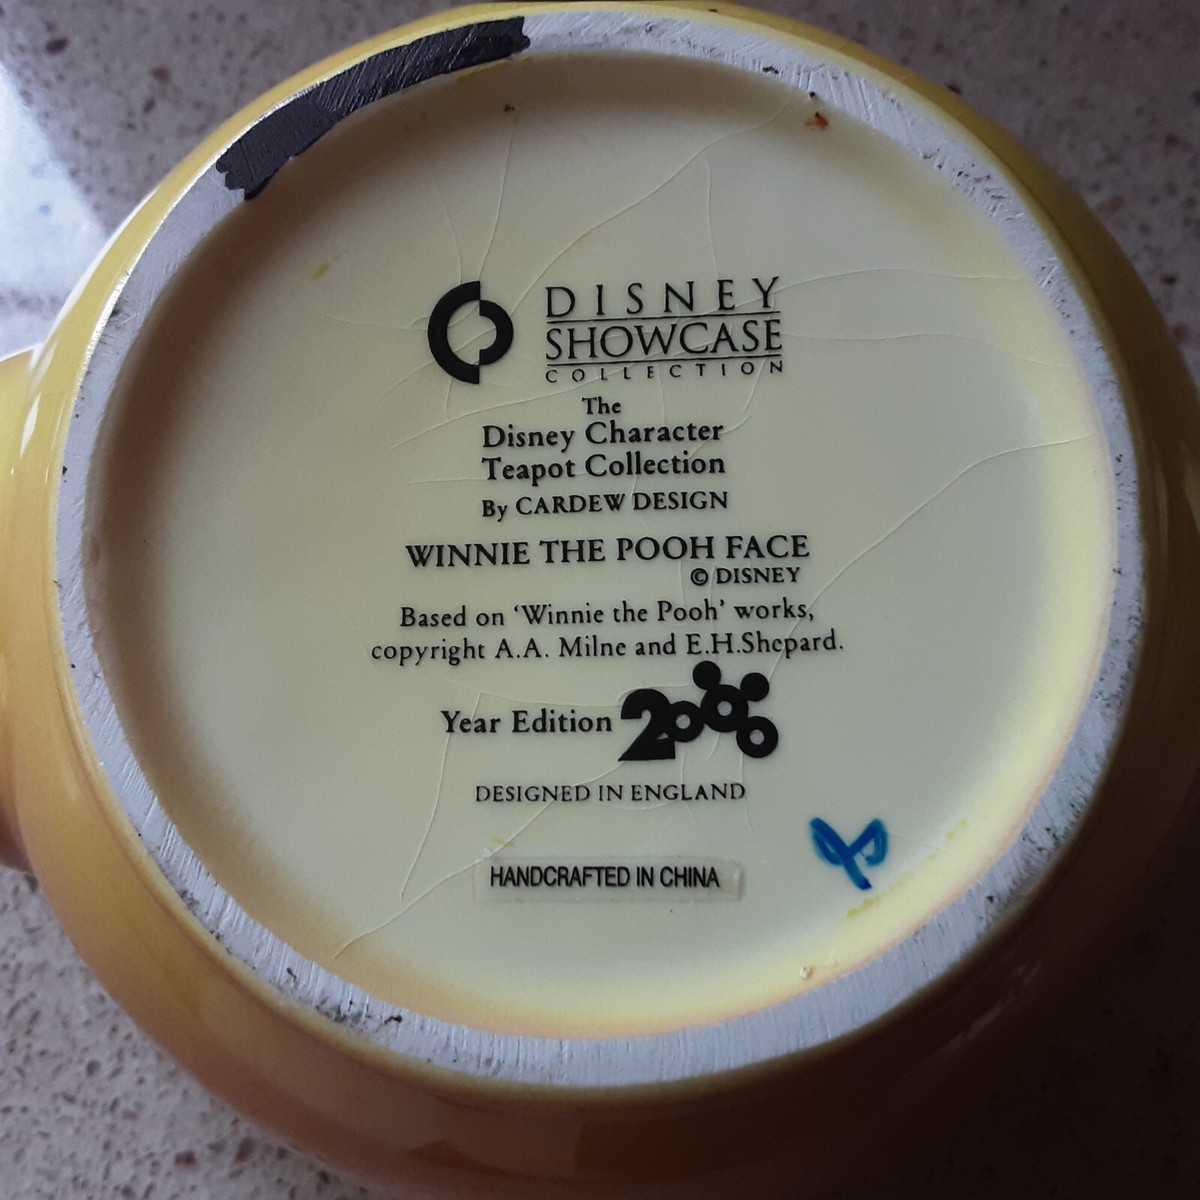 DISNEY
SHOWCASE
COLLECTION
The
Disney Character
Teapot Collection
By CARDEW DESIGN
WINNIE THE POOH FACE
© DISNEY
Based on ‘Winnie the Pooh’ works,
copyright A.A. Milne and E.H.Shepard.
Year Edition 2000
DESIGNED IN ENGLAND
HANDCRAFTED IN CHINA